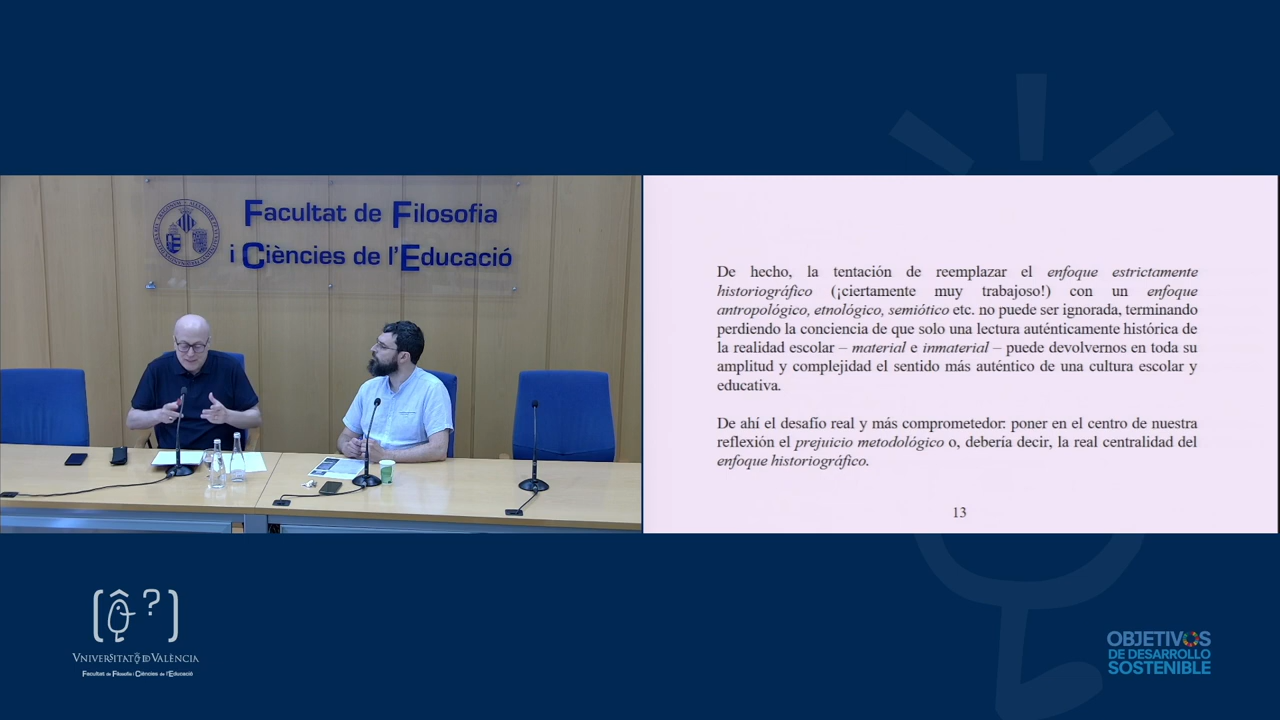 Facultat de Filosofia
i Ciències de l'Educació
De hecho, la tentación de reemplazar el enfoque estrictamente
historiográfico (¡ciertamente muy trabajoso!) con un enfoque
antropológico, etnológico, semiótico etc. no puede ser ignorada, terminando
perdiendo la conciencia de que solo una lectura auténticamente histórica de
la realidad escolar – material e inmaterial – puede devolvernos en toda su
amplitud y complejidad el sentido más auténtico de una cultura escolar y
educativa.
De ahí el desafío real y más comprometedor: poner en el centro de nuestra
reflexión el prejuicio metodológico o, debería decir, la real centralidad del
enfoque historiográfico.
13
VNIVERSITAT ID VALÈNCIA
Facultat de Filosofia i Ciències de l'Educació
OBJETIVOS
DE DESARROLLO
SOSTENIBLE